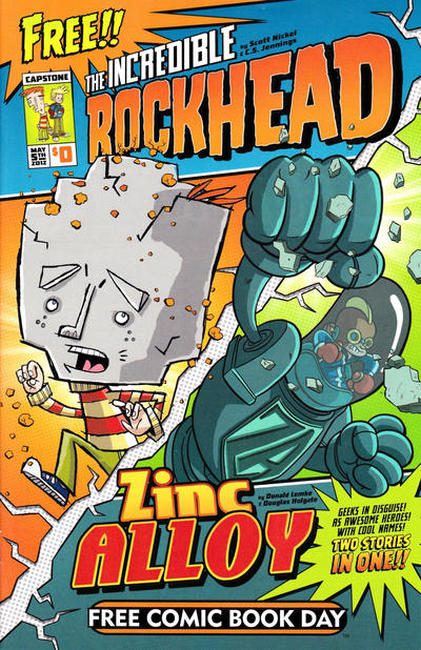 FREE!!
THE INCREDIBLE
by Scott Nickel
& C.S. Jennings
CAPSTONE
ROCKHEAD
MAY
5TH
2012
$0
Zinc
by Donald Lemke
& Douglas Holgate
ALLOY
GEEKS IN DISGUISE!
AS AWESOME HEROES!
WITH COOL NAMES!
TWO STORIES
IN ONE!!
FREE COMIC BOOK DAY